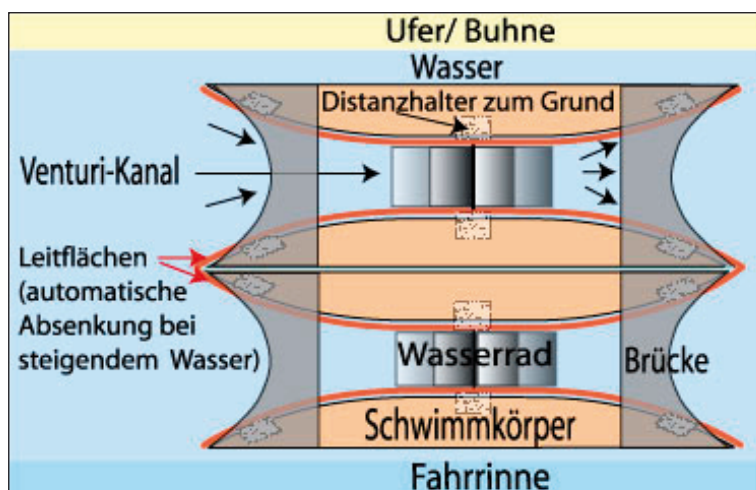 Ufer/ Buhne
Wasser
Distanzhalter zum Grund
Venturi-Kanal
Leitflächen
(automatische
Absenkung bei
steigendem Wasser)
Wasserrad
Brücke
Schwimmkörper
Fahrrinne